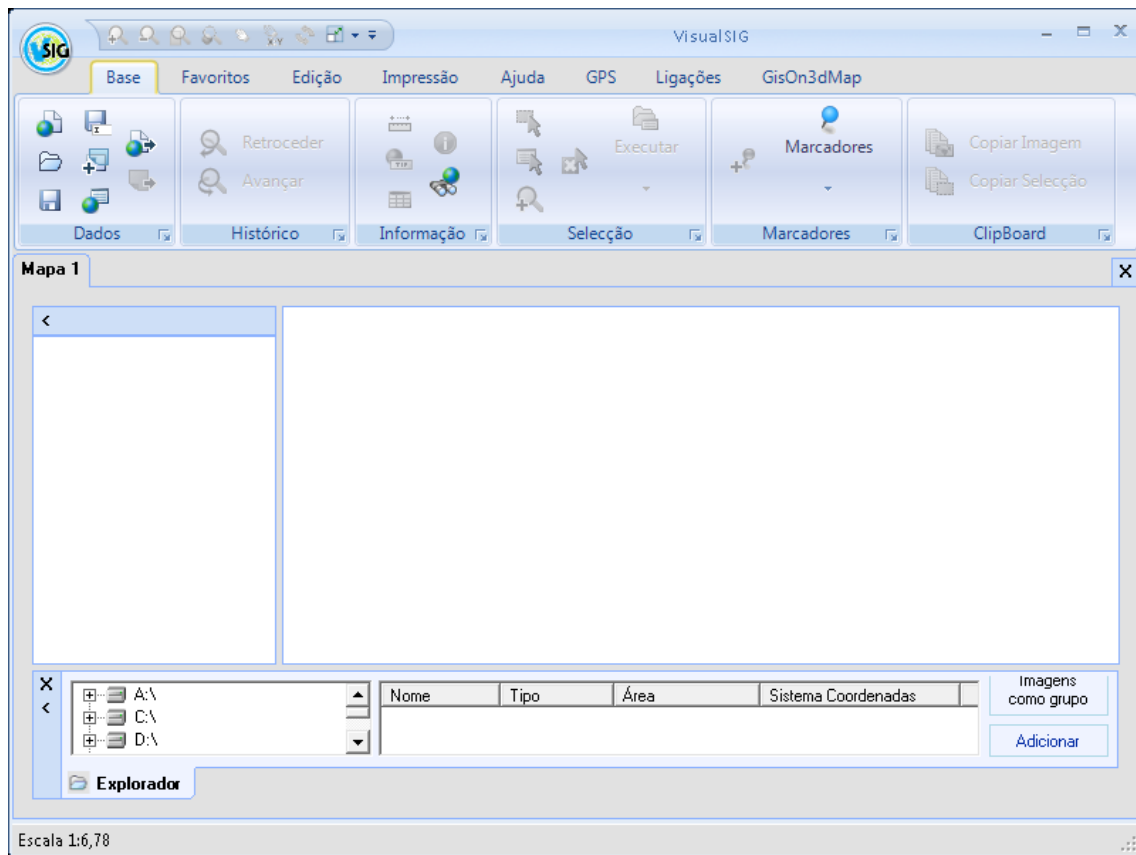 VisualSIG
SIG
Base Favoritos Edição Impressão Ajuda GPS Ligações GisOn3dMap
Retroceder Executar Marcadores Copiar Imagem
Avançar Copiar Selecção
TIP
Dados Histórico Informação Selecção Marcadores ClipBoard
Mapa 1
A:\ Nome Tipo Área Sistema Coordenadas Imagens
como grupo
C:\
D:\ Adicionar
Explorador
Escala 1:6,78